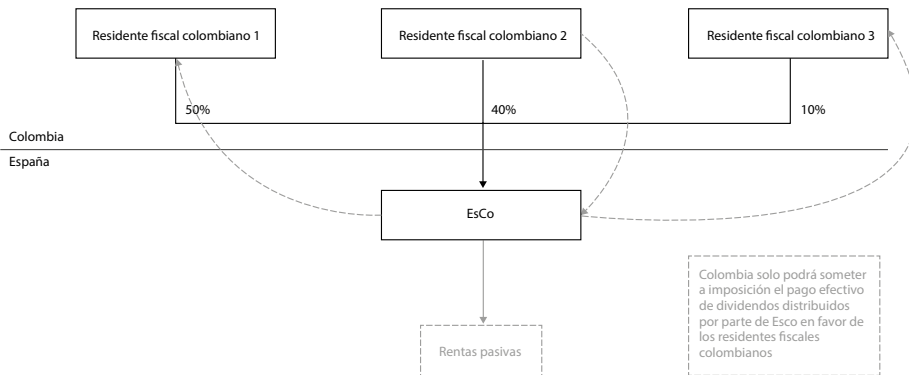 Residente fiscal colombiano 1
Residente fiscal colombiano 2
Residente fiscal colombiano 3
50%
40%
10%
Colombia
España
EsCo
Colombia solo podrá someter
a imposición el pago efectivo
de dividendos distribuidos
por parte de Esco en favor de
los residentes fiscales
colombianos
Rentas pasivas